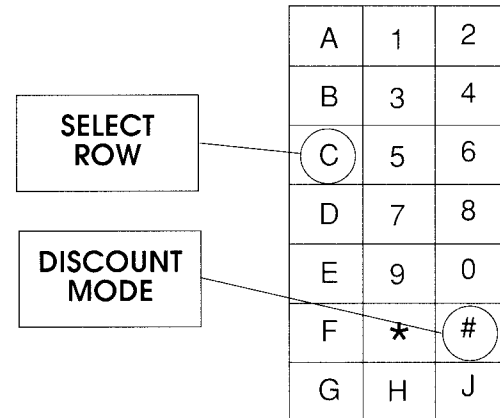 A 1 2
B 3 4
SELECT
ROW
C 5 6
D 7 8
DISCOUNT
MODE
E 9 0
F * #
G H J